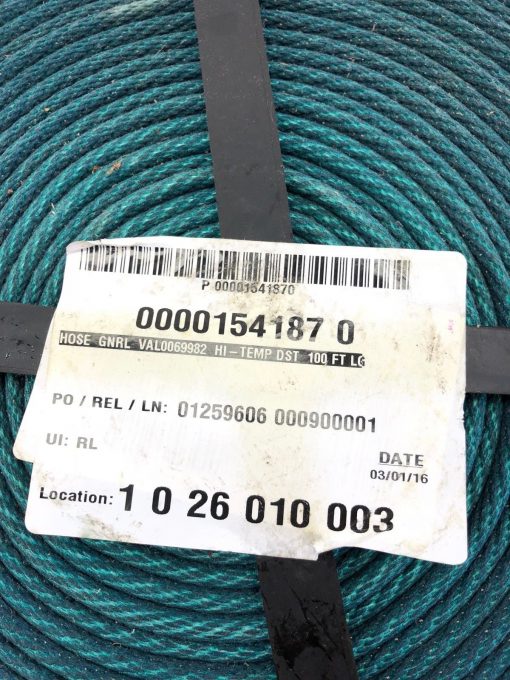 P 00001541870
0000154187 0
HOSE GNRL VAL0069982 HI-TEMP DST 100 FT LG
PO / REL / LN: 01259606 000900001
UI: RL
DATE
03/01/16
Location: 1 0 26 010 003